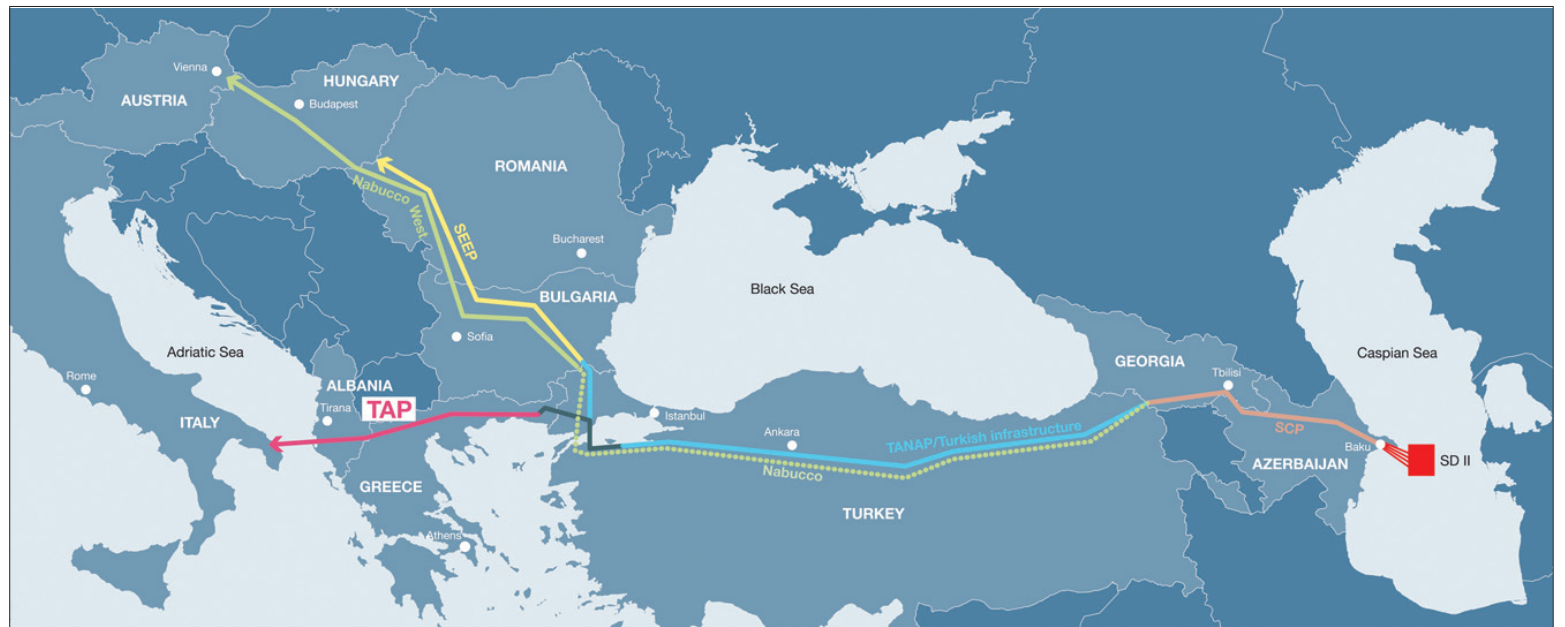 Vienna
HUNGARY
AUSTRIA
Budapest
ROMANIA
Nabucco West
SEEP
Bucharest
Black Sea
BULGARIA
Sofia
Adriatic Sea
Caspian Sea
GEORGIA
Tbilisi
Rome
ALBANIA
Tirana
TAP
ITALY
Istanbul
Ankara
TANAP/Turkish infrastructure
SCP
Baku
SD II
AZERBAIJAN
Nabucco
GREECE
TURKEY
Athens